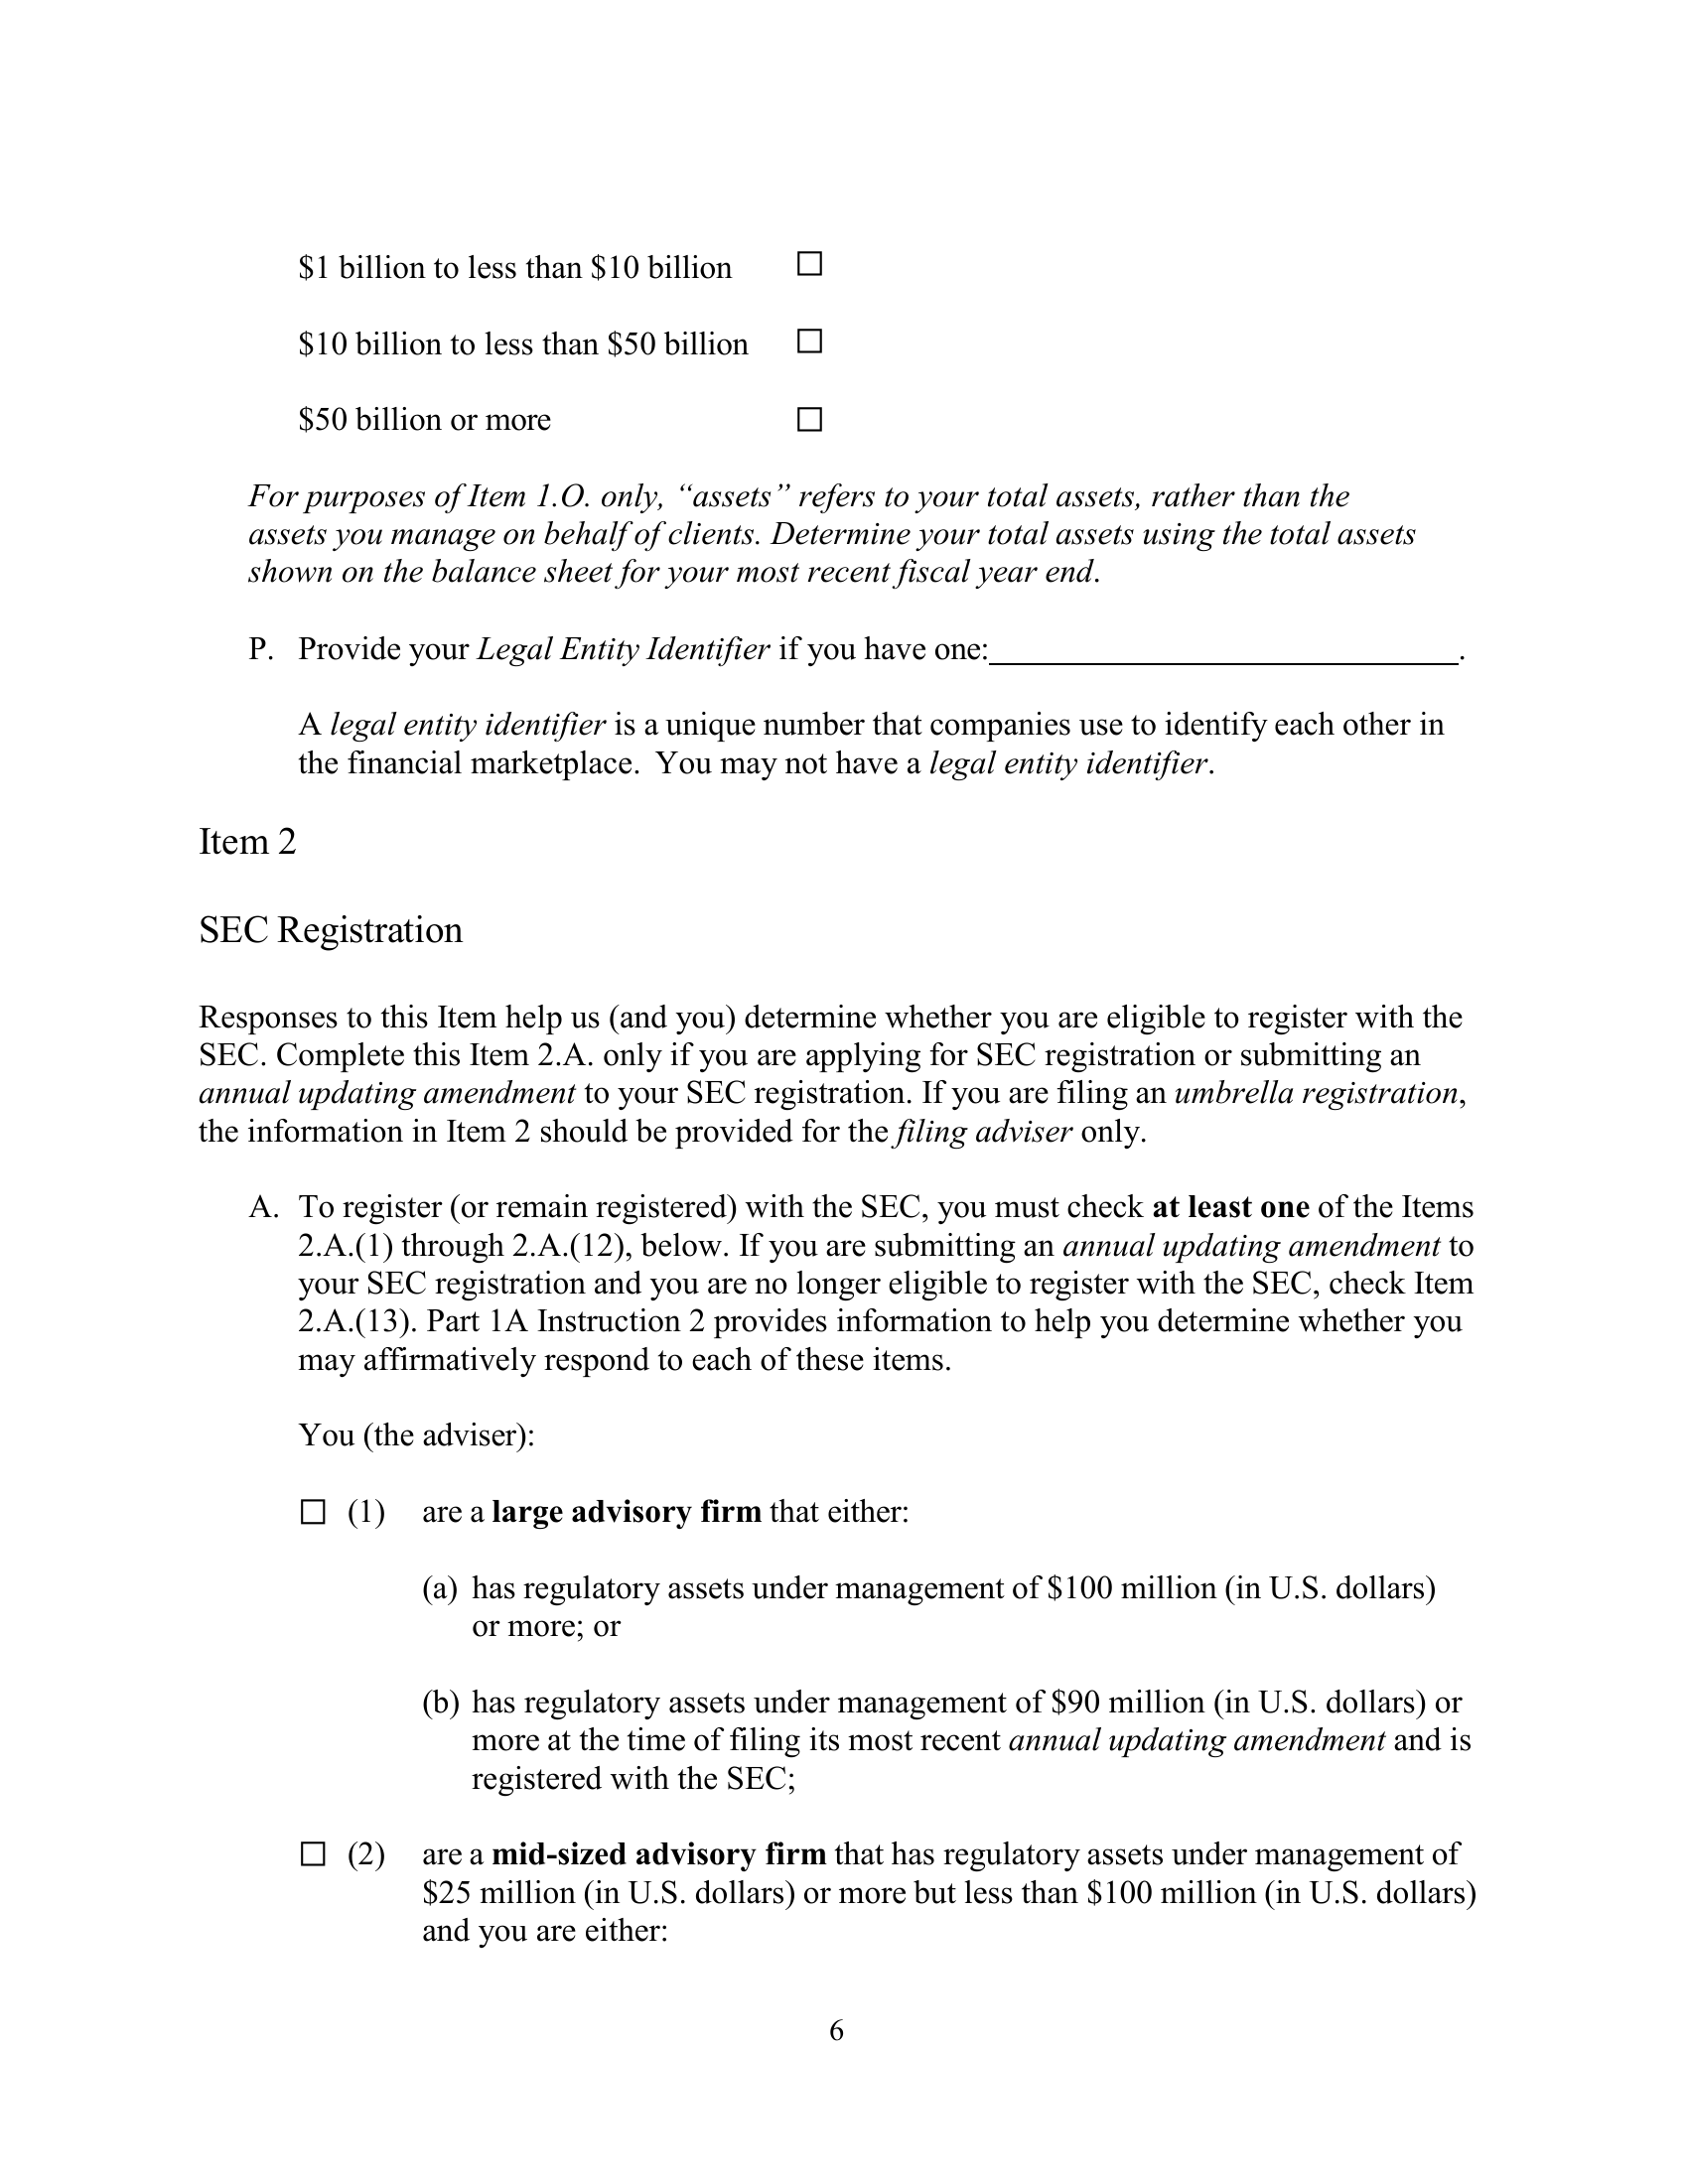 $1 billion to less than $10 billion ☐
$10 billion to less than $50 billion ☐
$50 billion or more ☐
For purposes of Item 1.O. only, “assets” refers to your total assets, rather than the
assets you manage on behalf of clients. Determine your total assets using the total assets
shown on the balance sheet for your most recent fiscal year end.
P. Provide your Legal Entity Identifier if you have one:____________________________.
A legal entity identifier is a unique number that companies use to identify each other in
the financial marketplace.  You may not have a legal entity identifier.
Item 2
SEC Registration
Responses to this Item help us (and you) determine whether you are eligible to register with the
SEC. Complete this Item 2.A. only if you are applying for SEC registration or submitting an
annual updating amendment to your SEC registration. If you are filing an umbrella registration,
the information in Item 2 should be provided for the filing adviser only.
A. To register (or remain registered) with the SEC, you must check at least one of the Items
2.A.(1) through 2.A.(12), below. If you are submitting an annual updating amendment to
your SEC registration and you are no longer eligible to register with the SEC, check Item
2.A.(13). Part 1A Instruction 2 provides information to help you determine whether you
may affirmatively respond to each of these items.
You (the adviser):
☐ (1) are a large advisory firm that either:
(a) has regulatory assets under management of $100 million (in U.S. dollars)
or more; or
(b) has regulatory assets under management of $90 million (in U.S. dollars) or
more at the time of filing its most recent annual updating amendment and is
registered with the SEC;
☐ (2) are a mid-sized advisory firm that has regulatory assets under management of
$25 million (in U.S. dollars) or more but less than $100 million (in U.S. dollars)
and you are either:
6